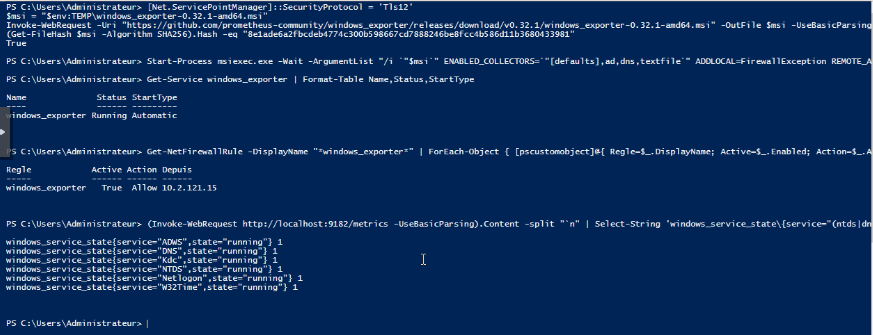 PS C:\Users\Administrateur> [Net.ServicePointManager]::SecurityProtocol = 'Tls12'
$msi = "$env:TEMP\windows_exporter-0.32.1-amd64.msi"
Invoke-WebRequest -Uri "https://github.com/prometheus-community/windows_exporter/releases/download/v0.32.1/windows_exporter-0.32.1-amd64.msi" -OutFile $msi -UseBasicParsing
(Get-FileHash $msi -Algorithm SHA256).Hash -eq "8e1ade6a2fbcdeb4774c300b598667cd7888246be8fcc4b586d11b3680433981"
True
PS C:\Users\Administrateur> Start-Process msiexec.exe -Wait -ArgumentList "/i `"$msi`" ENABLED_COLLECTORS=`"[defaults],ad,dns,textfile`" ADDLOCAL=FirewallException REMOTE_A
PS C:\Users\Administrateur> Get-Service windows_exporter | Format-Table Name,Status,StartType
Name Status StartType
---- ------ ---------
windows_exporter Running Automatic
PS C:\Users\Administrateur> Get-NetFirewallRule -DisplayName "*windows_exporter*" | ForEach-Object { [pscustomobject]@{ Regle=$_.DisplayName; Active=$_.Enabled; Action=$_.A
Regle Active Action Depuis
----- ------ ------ ------
windows_exporter True Allow 10.2.121.15
PS C:\Users\Administrateur> (Invoke-WebRequest http://localhost:9182/metrics -UseBasicParsing).Content -split "`n" | Select-String 'windows_service_state\{service="(ntds|dn
windows_service_state{service="ADWS",state="running"} 1
windows_service_state{service="DNS",state="running"} 1
windows_service_state{service="Kdc",state="running"} 1
windows_service_state{service="NTDS",state="running"} 1
windows_service_state{service="Netlogon",state="running"} 1
windows_service_state{service="W32Time",state="running"} 1
PS C:\Users\Administrateur>